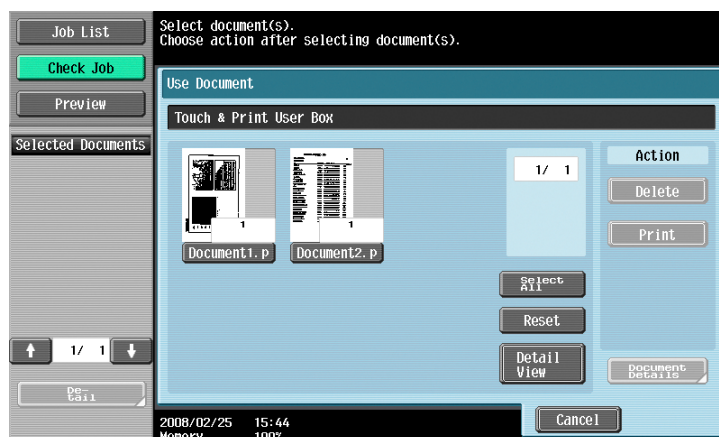 Job List
Select document(s).
Choose action after selecting document(s).
Check Job
Use Document
Preview
Touch & Print User Box
Selected Documents
1/ 1
Action
Delete
Print
1
1
Document1.p
Document2.p
Select
All
Reset
1/ 1
Detail
View
Document
Details
De-
tail
2008/02/25 15:44
Memory 100%
Cancel